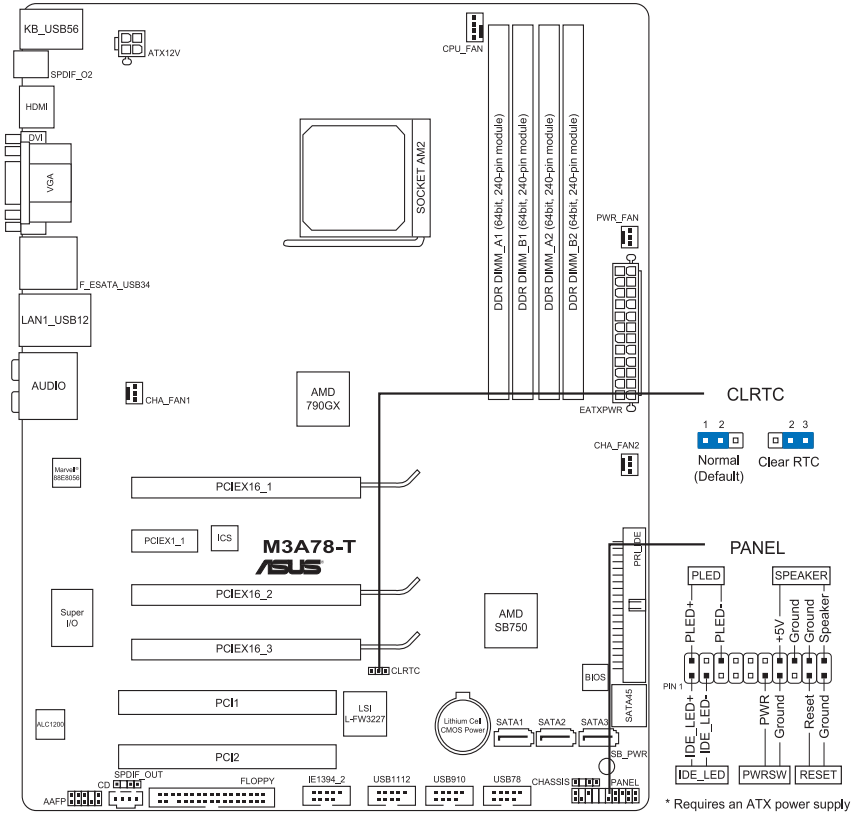 KB_USB56
ATX12V
CPU_FAN
SPDIF_O2
HDMI
DVI
VGA
SOCKET AM2
DDR DIMM_A1 (64bit, 240-pin module)
DDR DIMM_B1 (64bit, 240-pin module)
DDR DIMM_A2 (64bit, 240-pin module)
DDR DIMM_B2 (64bit, 240-pin module)
PWR_FAN
F_ESATA_USB34
LAN1_USB12
AUDIO
CHA_FAN1
AMD
790GX
EATXPWR
CLRTC
1 2
2 3
Normal
(Default)
Clear RTC
CHA_FAN2
Marvell®
88E8056
PCIEX16_1
PCIEX1_1
ICS
M3A78-T
ASUS
PRI_IDE
PANEL
PLED
SPEAKER
PLED+
PLED-
+5V
Ground
Ground
Speaker
PIN 1
IDE_LED+
IDE_LED-
PWR
Ground
Reset
Ground
IDE_LED
PWRSW
RESET
* Requires an ATX power supply
Super
I/O
PCIEX16_2
AMD
SB750
PCIEX16_3
CLRTC
BIOS
SATA45
PCI1
LSI
L-FW3227
Lithium Cell
CMOS Power
SATA1
SATA2
SATA3
ALC1200
PCI2
SB_PWR
SPDIF_OUT
CD
FLOPPY
IE1394_2
USB1112
USB910
USB78
CHASSIS
PANEL
AAFP